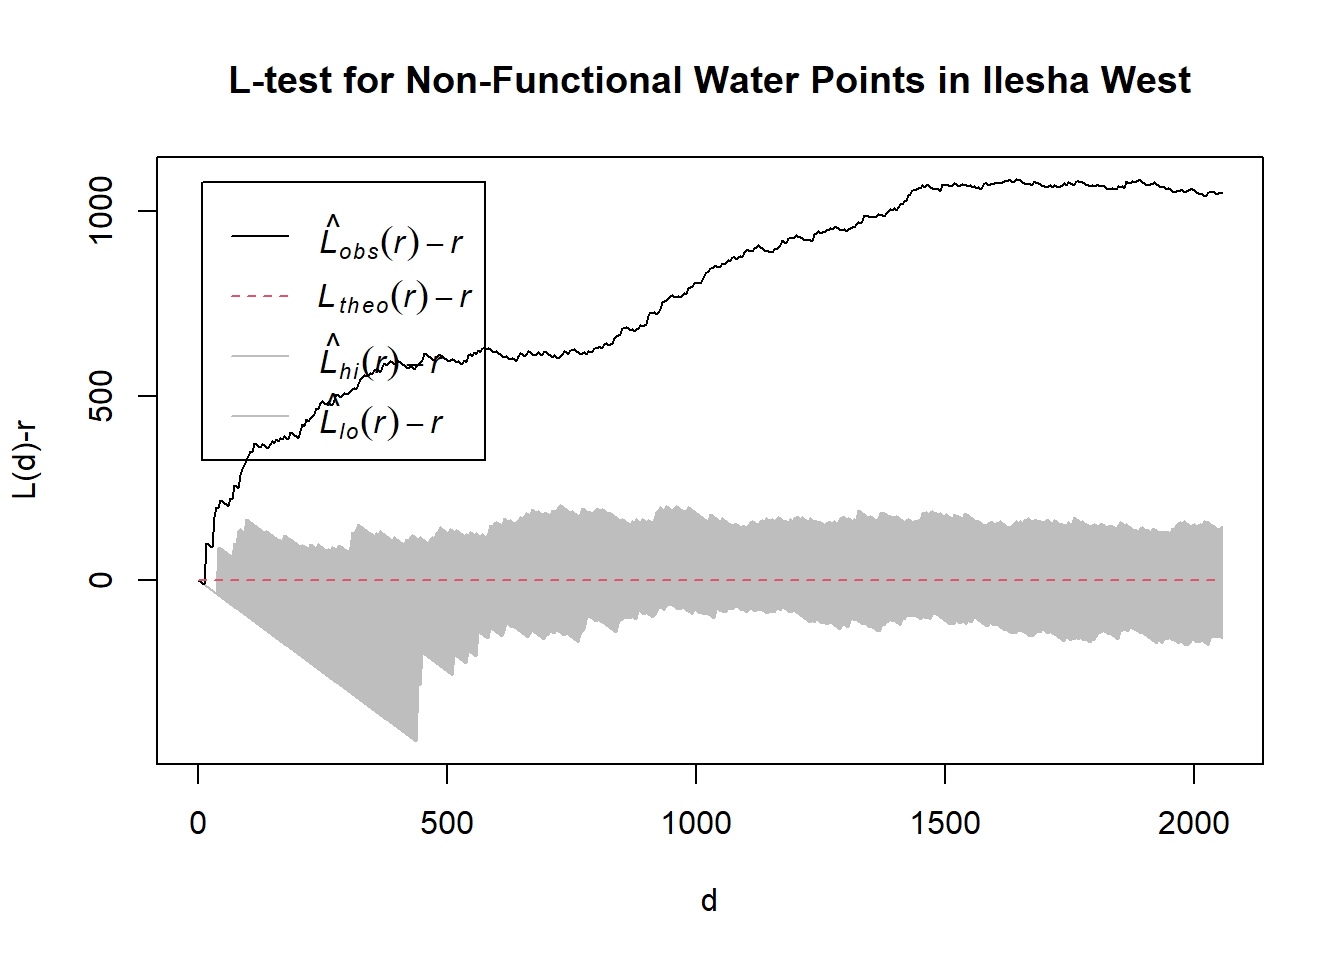 L-test for Non-Functional Water Points in Ilesha West
L̂obs(r) − r
Ltheo(r) − r
L̂hi(r) − r
L̂lo(r) − r
L(d)-r
1000
500
0
0 500 1000 1500 2000
d